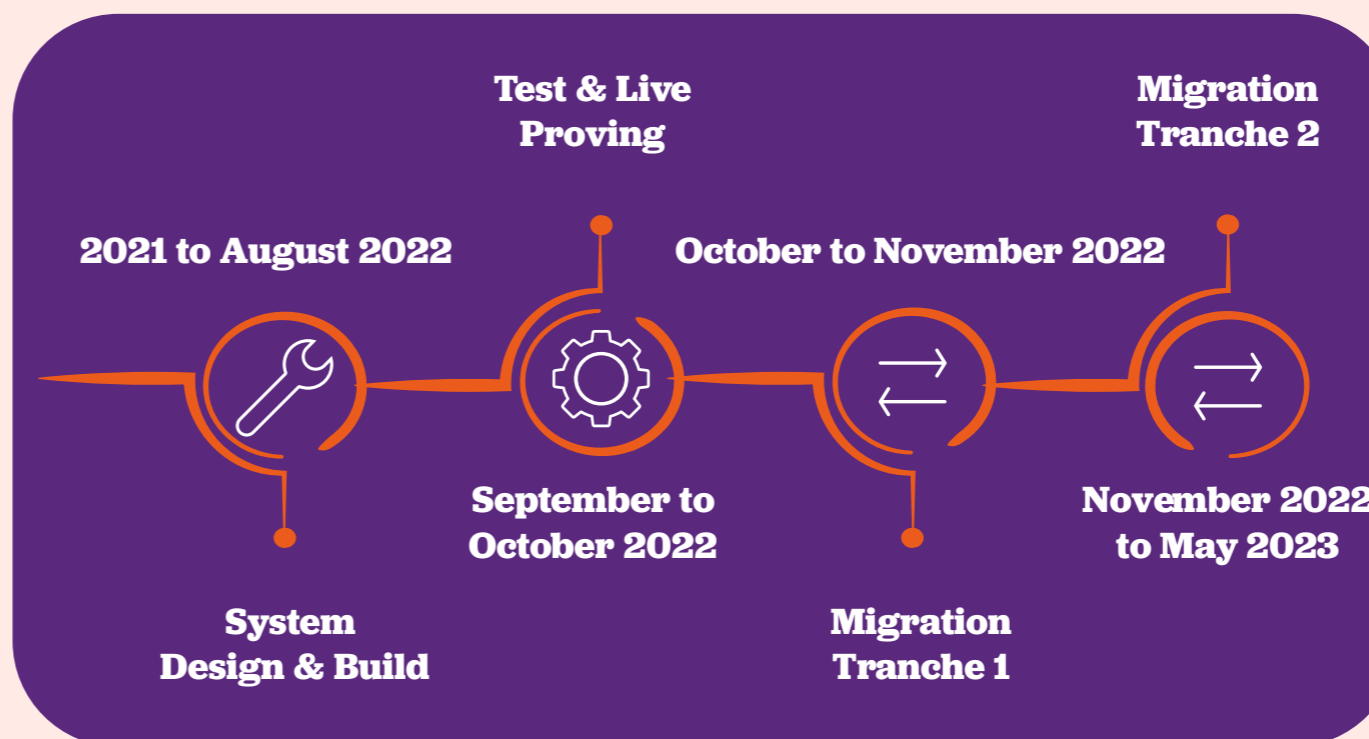 2021 to August 2022
System
Design & Build
Test & Live
Proving
September to
October 2022
October to November 2022
Migration
Tranche 1
Migration
Tranche 2
November 2022
to May 2023